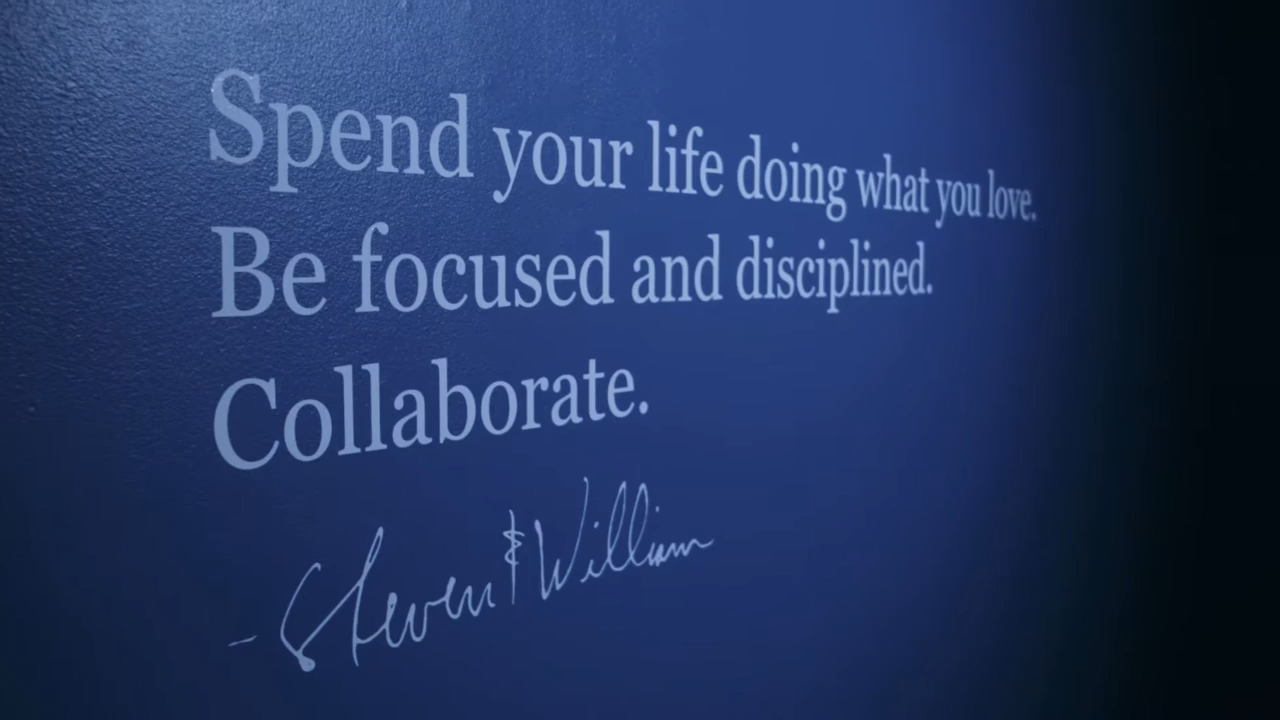 Spend your life doing what you love.
Be focused and disciplined.
Collaborate.
- Steven & William